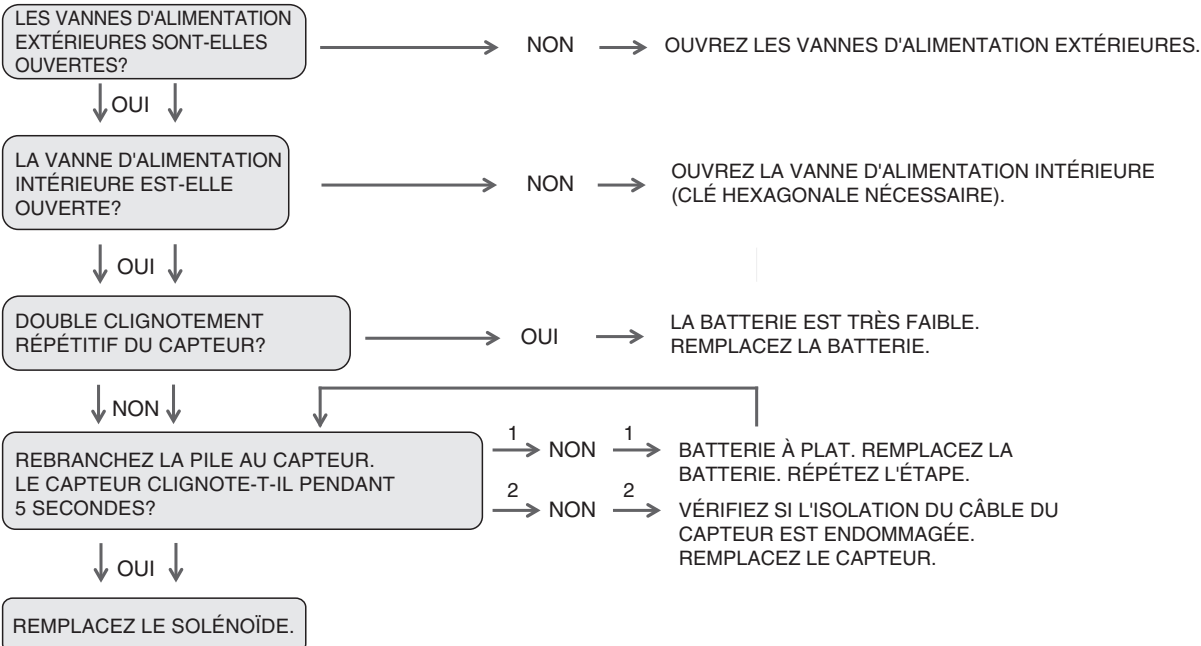 LES VANNES D'ALIMENTATION
EXTÉRIEURES SONT-ELLES
OUVERTES?
NON
OUVREZ LES VANNES D'ALIMENTATION EXTÉRIEURES.
OUI
LA VANNE D'ALIMENTATION
INTÉRIEURE EST-ELLE
OUVERTE?
NON
OUVREZ LA VANNE D'ALIMENTATION INTÉRIEURE
(CLÉ HEXAGONALE NÉCESSAIRE).
OUI
DOUBLE CLIGNOTEMENT
RÉPÉTITIF DU CAPTEUR?
OUI
LA BATTERIE EST TRÈS FAIBLE.
REMPLACEZ LA BATTERIE.
NON
REBRANCHEZ LA PILE AU CAPTEUR.
LE CAPTEUR CLIGNOTE-T-IL PENDANT
5 SECONDES?
1 NON 1
BATTERIE À PLAT. REMPLACEZ LA
BATTERIE. RÉPÉTEZ L'ÉTAPE.
2 NON 2
VÉRIFIEZ SI L'ISOLATION DU CÂBLE DU
CAPTEUR EST ENDOMMAGÉE.
REMPLACEZ LE CAPTEUR.
OUI
REMPLACEZ LE SOLÉNOÏDE.